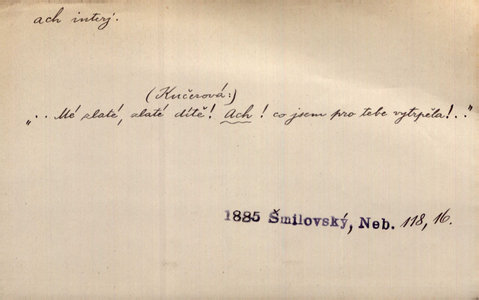 ach interj.
(Kučerová:)
„. . Mé zlaté, zlaté dítě! Ach! co jsem pro tebe vytrpěla! . ."
1885 Šmilovský, Neb. 118, 16.